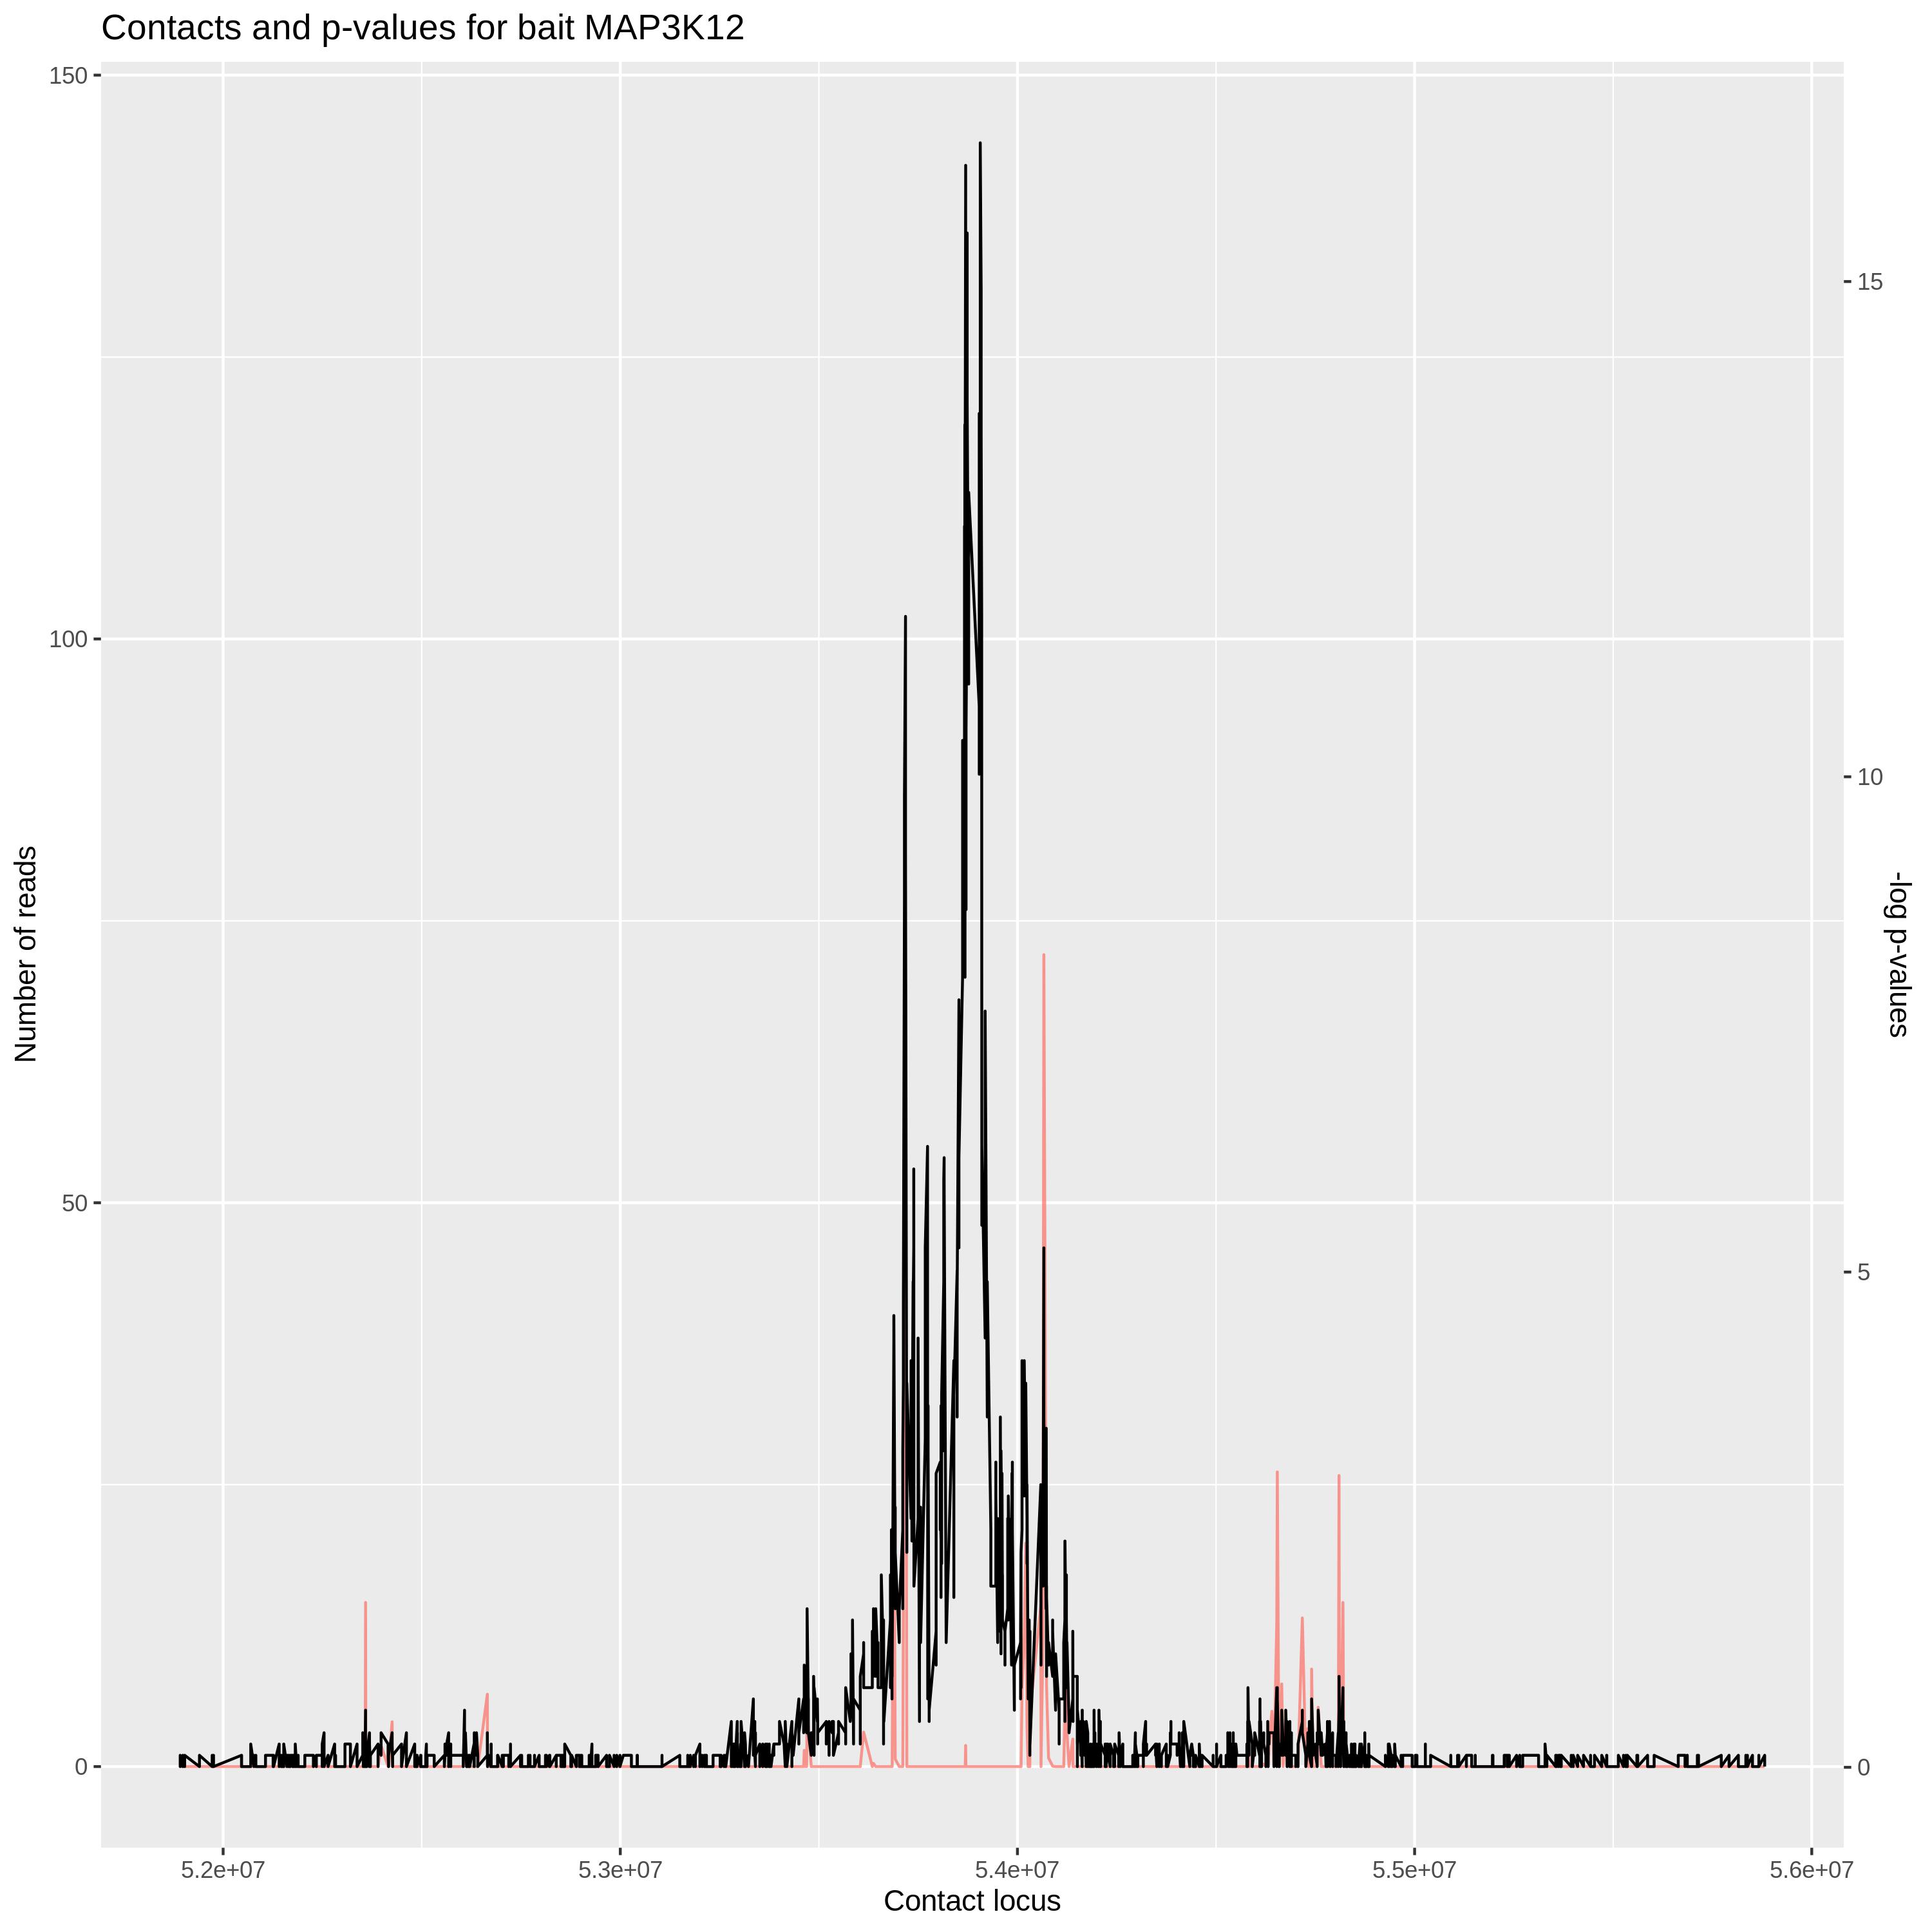 Contacts and p-values for bait MAP3K12
150
100
50
0
Number of reads
15
10
5
0
-log p-values
5.2e+07
5.3e+07
5.4e+07
5.5e+07
5.6e+07
Contact locus